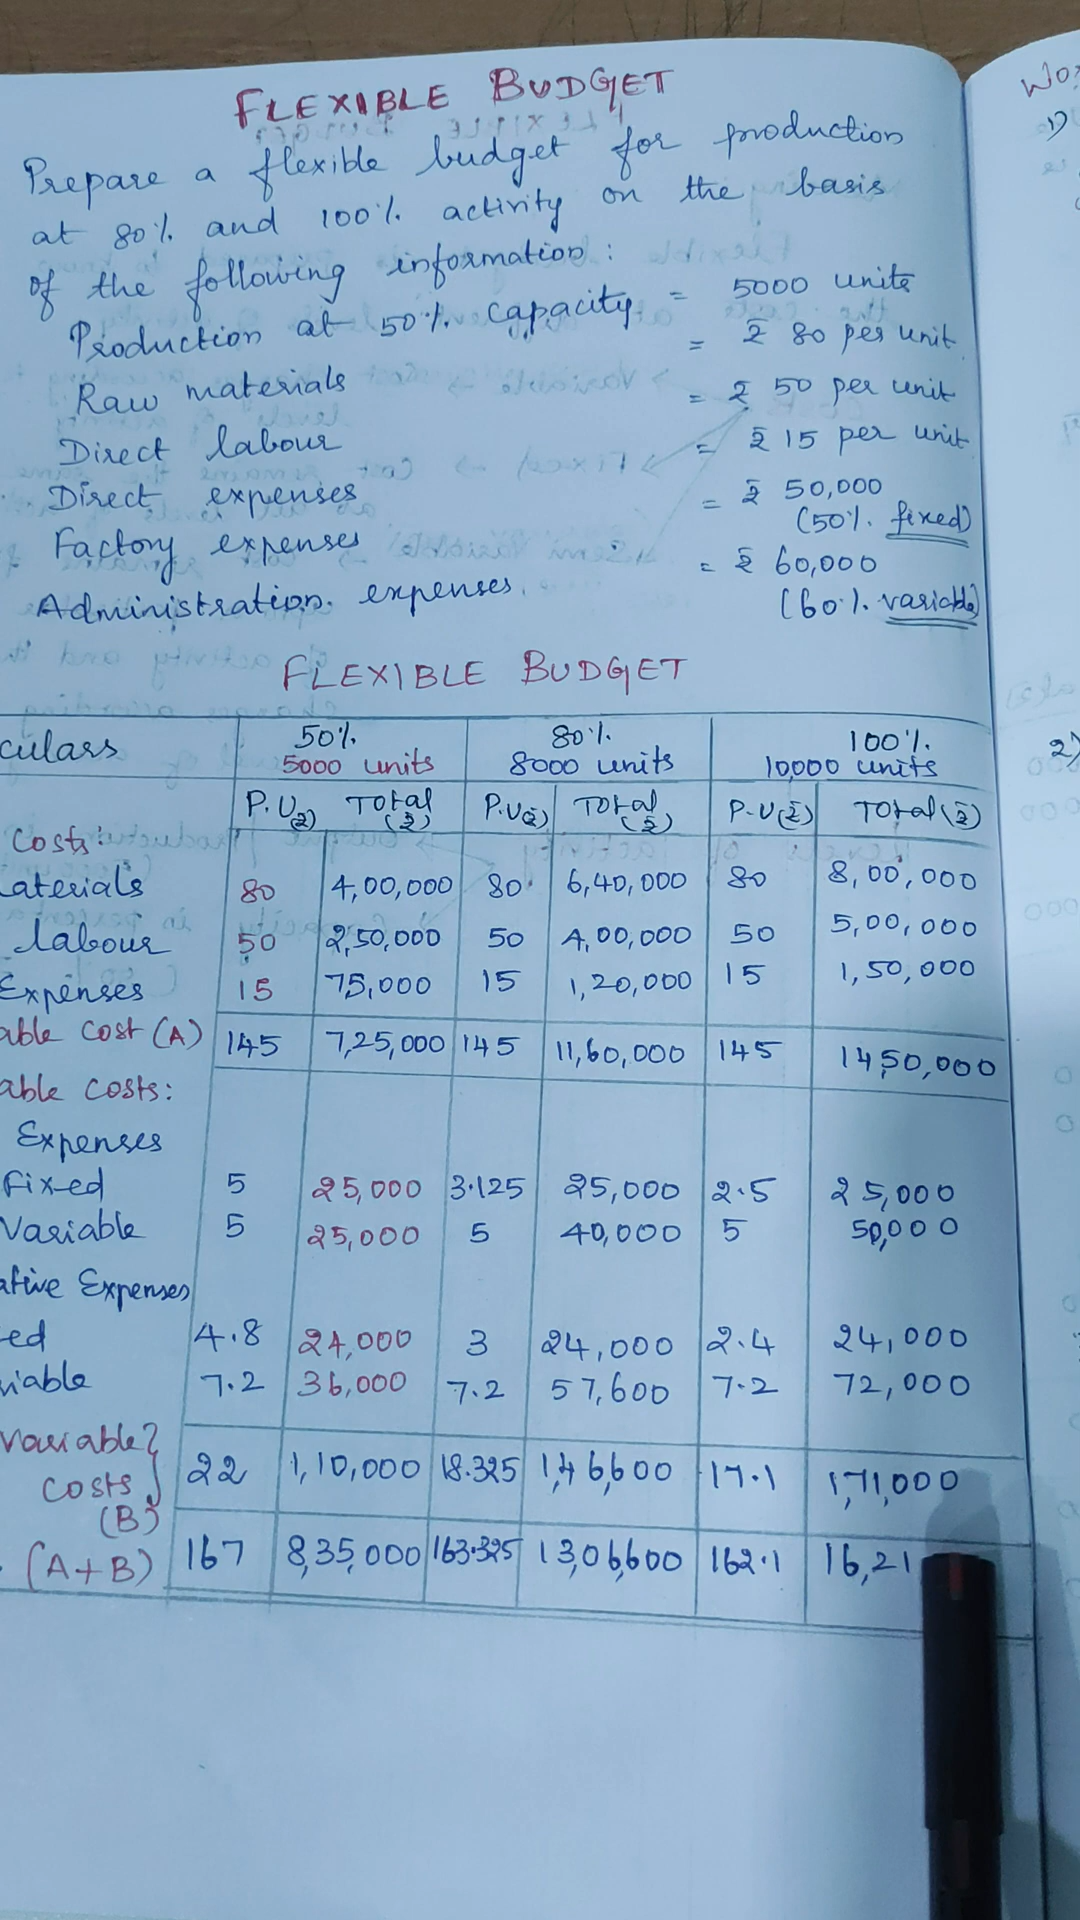 FLEXIBLE BUDGET
Prepare a flexible budget for production
at 80% and 100% activity on the basis
of the following information:
Production at 50% capacity = 5000 units
Raw materials = ₹ 80 per unit
Direct labour = ₹ 50 per unit
Direct expenses = ₹ 15 per unit
Factory expenses = ₹ 50,000
(50% fixed)
Administration expenses = ₹ 60,000
(60% variable)
FLEXIBLE BUDGET
culars 50% 80% 100%
5000 units 8000 units 10,000 units
P.U(₹) Total (₹) P.U(₹) Total (₹) P.U(₹) Total (₹)
Costs:
aterials 80 4,00,000 80 6,40,000 80 8,00,000
labour 50 2,50,000 50 4,00,000 50 5,00,000
Expenses 15 75,000 15 1,20,000 15 1,50,000
able cost (A) 145 7,25,000 145 11,60,000 145 14,50,000
able costs:
Expenses
Fixed 5 25,000 3.125 25,000 2.5 25,000
Variable 5 25,000 5 40,000 5 50,000
ative Expenses
ed 4.8 24,000 3 24,000 2.4 24,000
riable 7.2 36,000 7.2 57,600 7.2 72,000
variable
costs 22 1,10,000 18.325 1,46,600 17.1 1,71,000
(B)
(A+B) 167 8,35,000 163.325 13,06,600 162.1 16,21
1)
2)